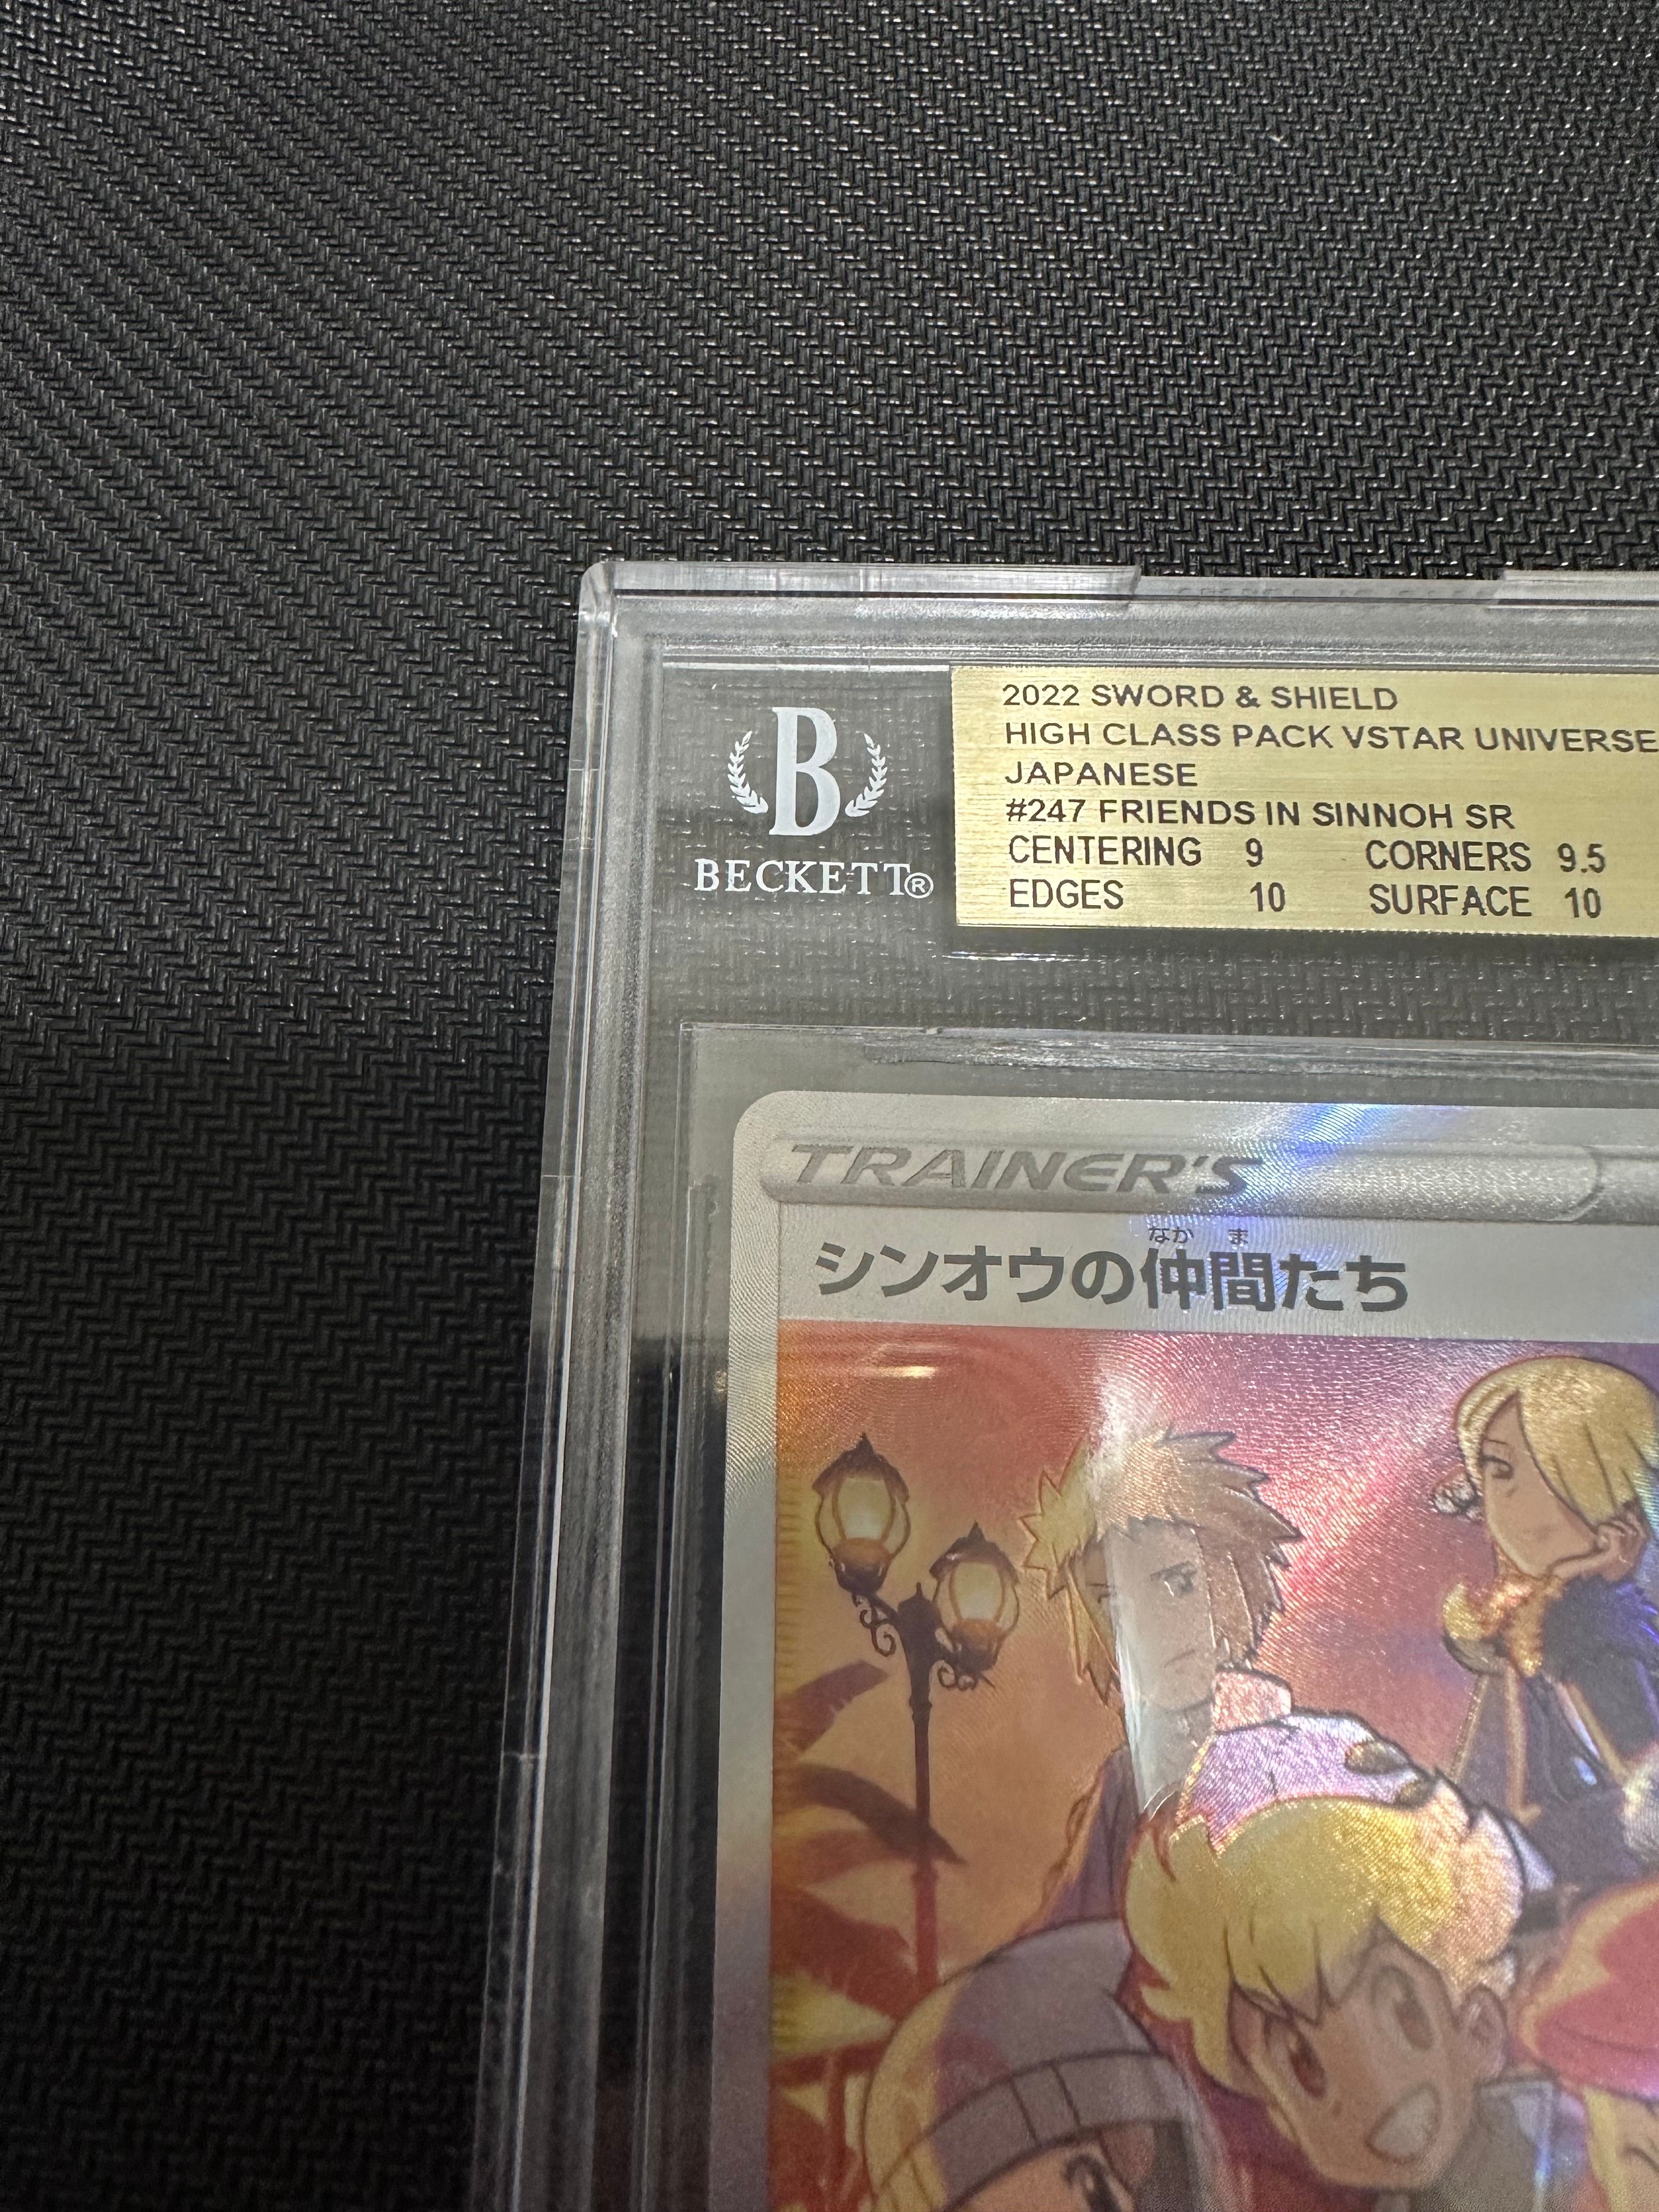 B
BECKETT®
2022 SWORD & SHIELD
HIGH CLASS PACK VSTAR UNIVERSE
JAPANESE
#247 FRIENDS IN SINNOH SR
CENTERING 9 CORNERS 9.5
EDGES 10 SURFACE 10
TRAINER'S
なか ま
シンオウの仲間たち